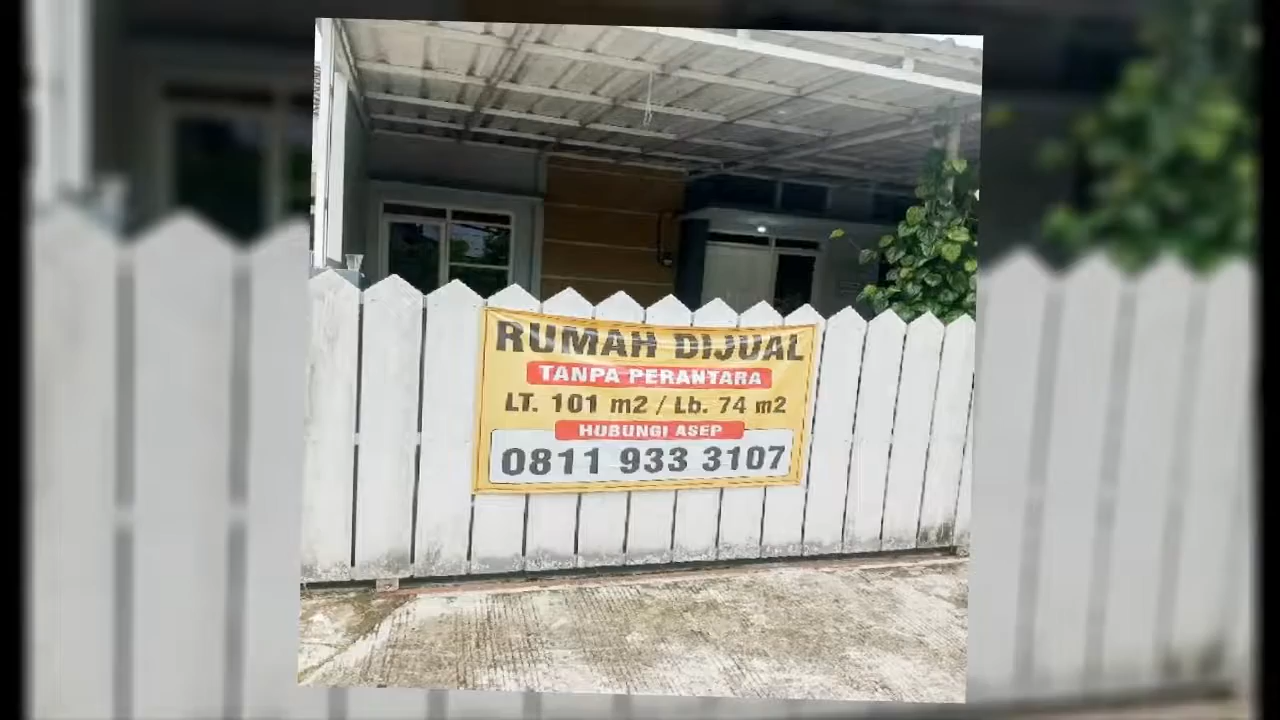 RUMAH DIJUAL
TANPA PERANTARA
LT. 101 m2 / Lb. 74 m2
HUBUNGI ASEP
0811 933 3107